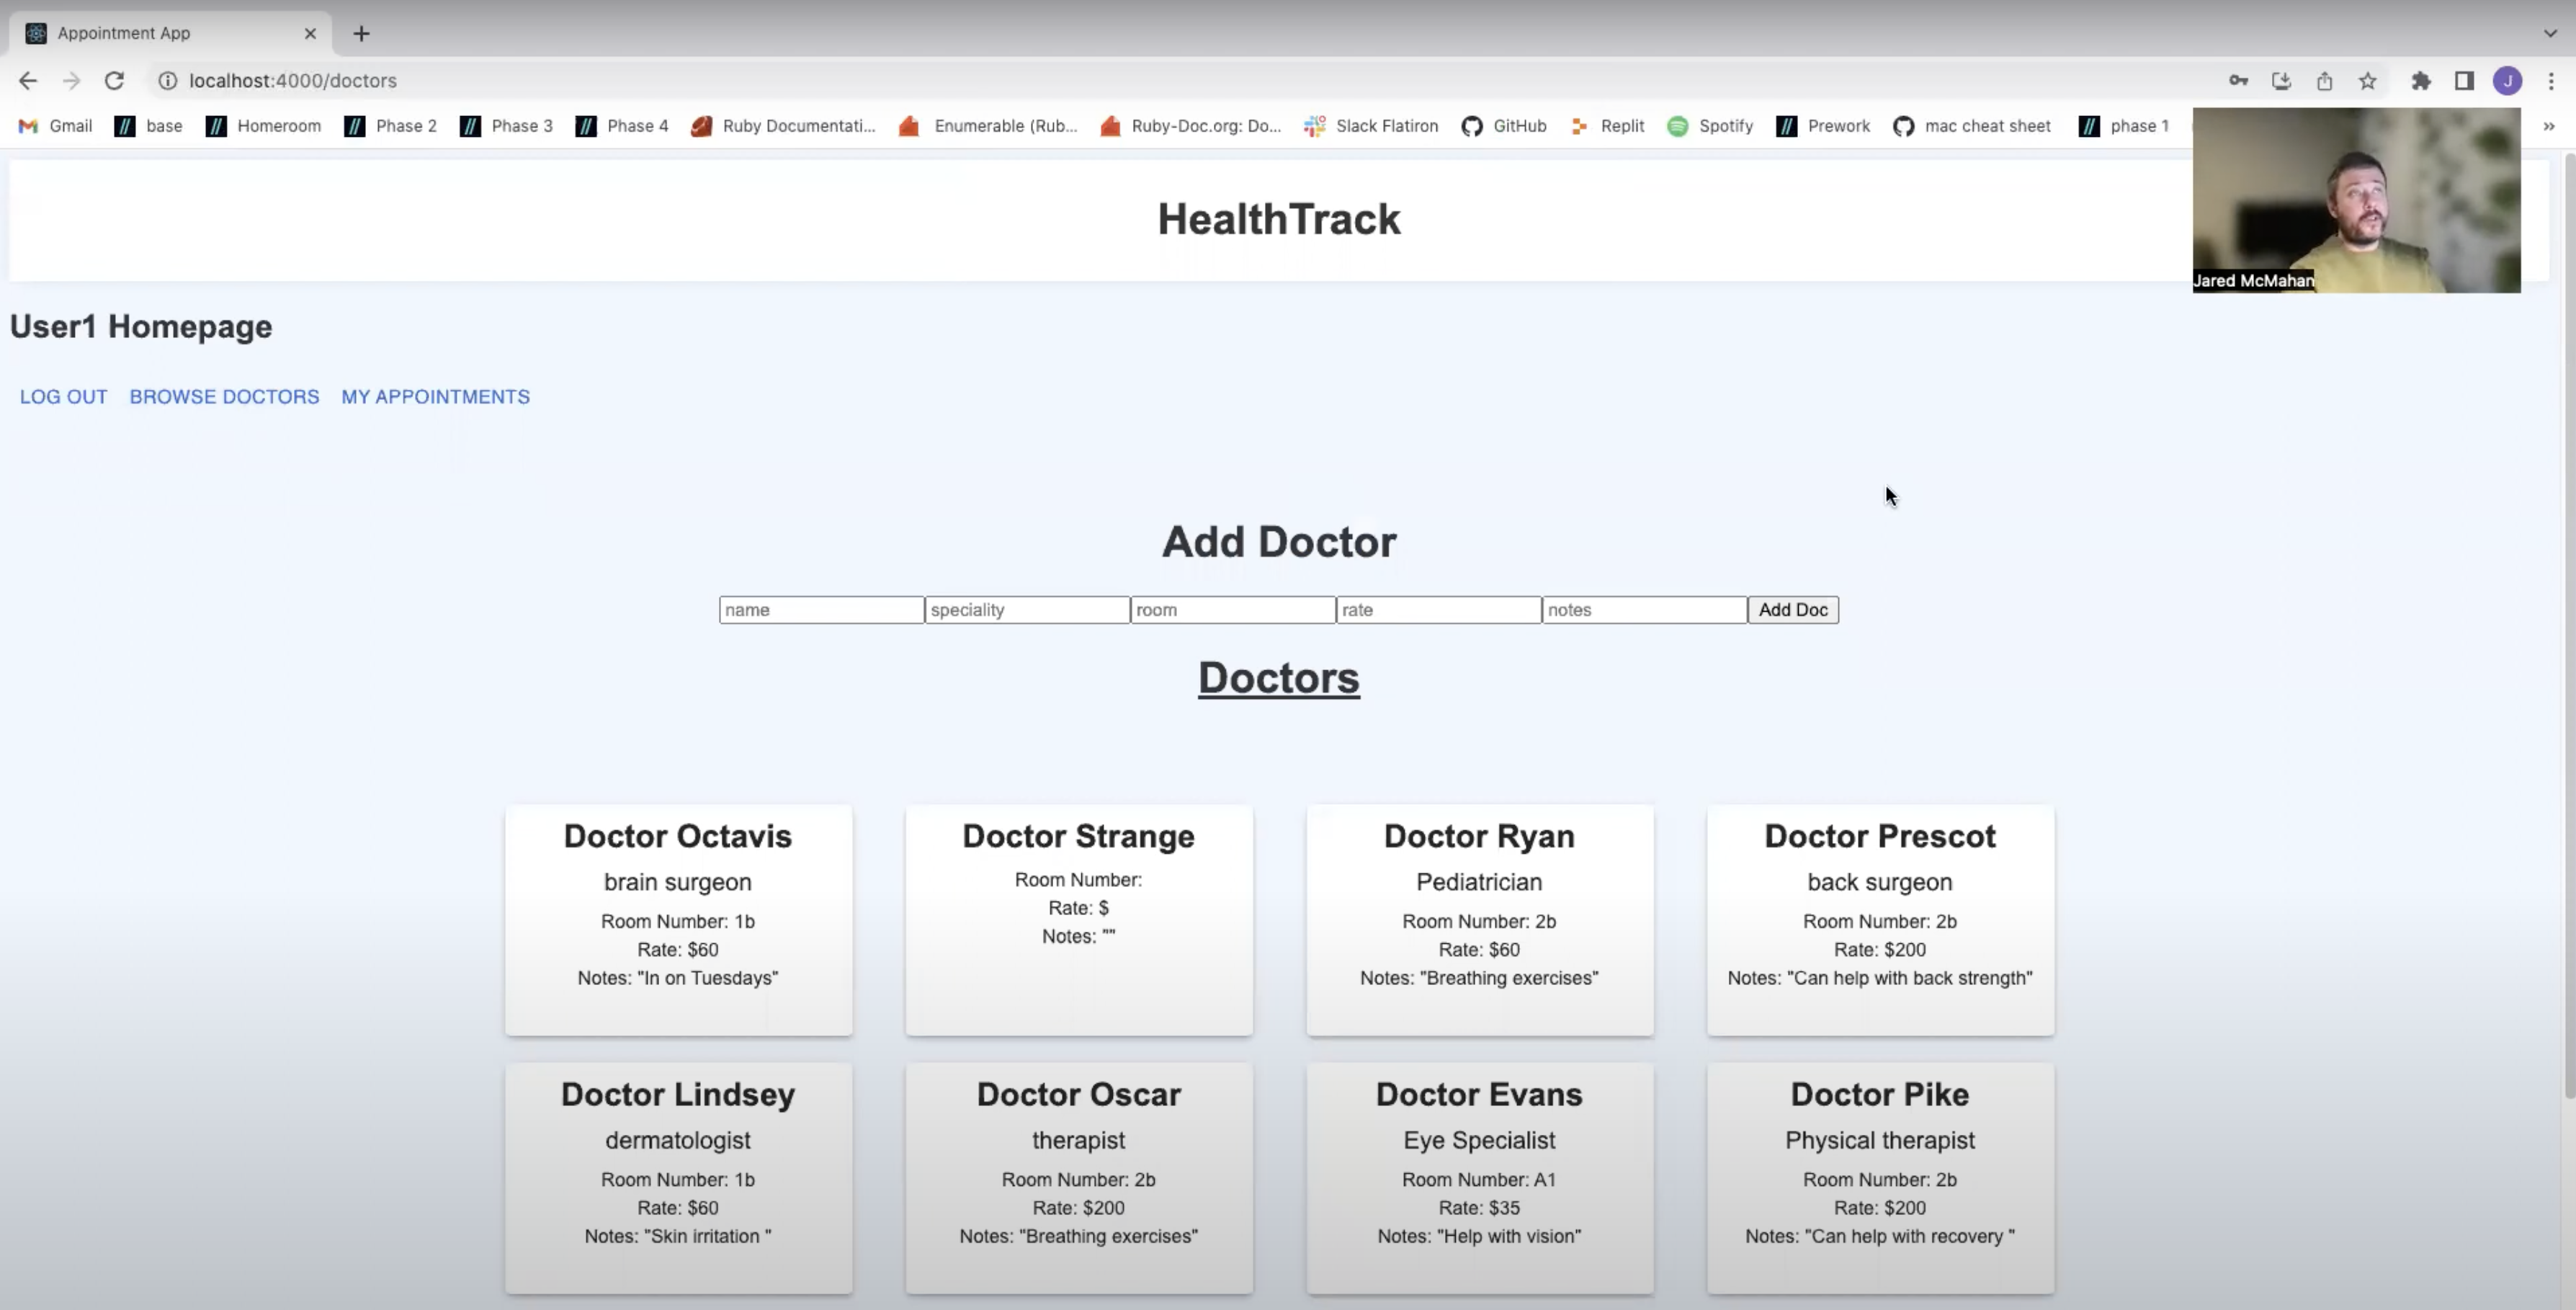 Appointment App
localhost:4000/doctors
J
Gmail base Homeroom Phase 2 Phase 3 Phase 4 Ruby Documentati... Enumerable (Rub... Ruby-Doc.org: Do... Slack Flatiron GitHub Replit Spotify Prework mac cheat sheet phase 1 »
Jared McMahan
HealthTrack
User1 Homepage
LOG OUT BROWSE DOCTORS MY APPOINTMENTS
Add Doctor
name speciality room rate notes Add Doc
Doctors
Doctor Octavis
brain surgeon
Room Number: 1b
Rate: $60
Notes: "In on Tuesdays"
Doctor Strange
Room Number:
Rate: $
Notes: ""
Doctor Ryan
Pediatrician
Room Number: 2b
Rate: $60
Notes: "Breathing exercises"
Doctor Prescot
back surgeon
Room Number: 2b
Rate: $200
Notes: "Can help with back strength"
Doctor Lindsey
dermatologist
Room Number: 1b
Rate: $60
Notes: "Skin irritation "
Doctor Oscar
therapist
Room Number: 2b
Rate: $200
Notes: "Breathing exercises"
Doctor Evans
Eye Specialist
Room Number: A1
Rate: $35
Notes: "Help with vision"
Doctor Pike
Physical therapist
Room Number: 2b
Rate: $200
Notes: "Can help with recovery "